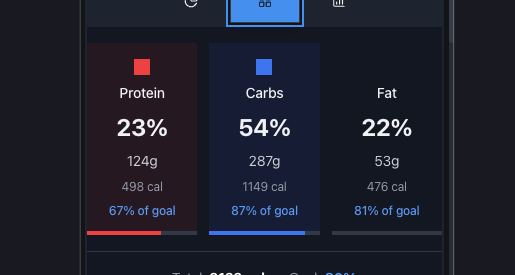 Protein
Carbs
Fat
23%
54%
22%
124g
287g
53g
498 cal
1149 cal
476 cal
67% of goal
87% of goal
81% of goal